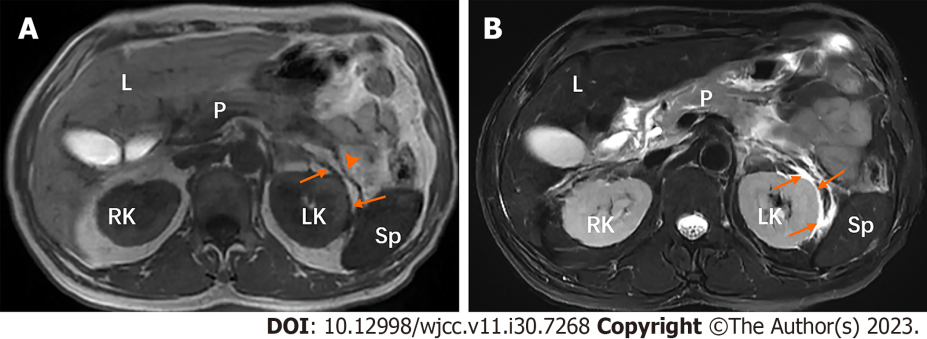 A
B
L
P
RK
LK
Sp
L
P
RK
LK
Sp
DOI: 10.12998/wjcc.v11.i30.7268 Copyright ©The Author(s) 2023.